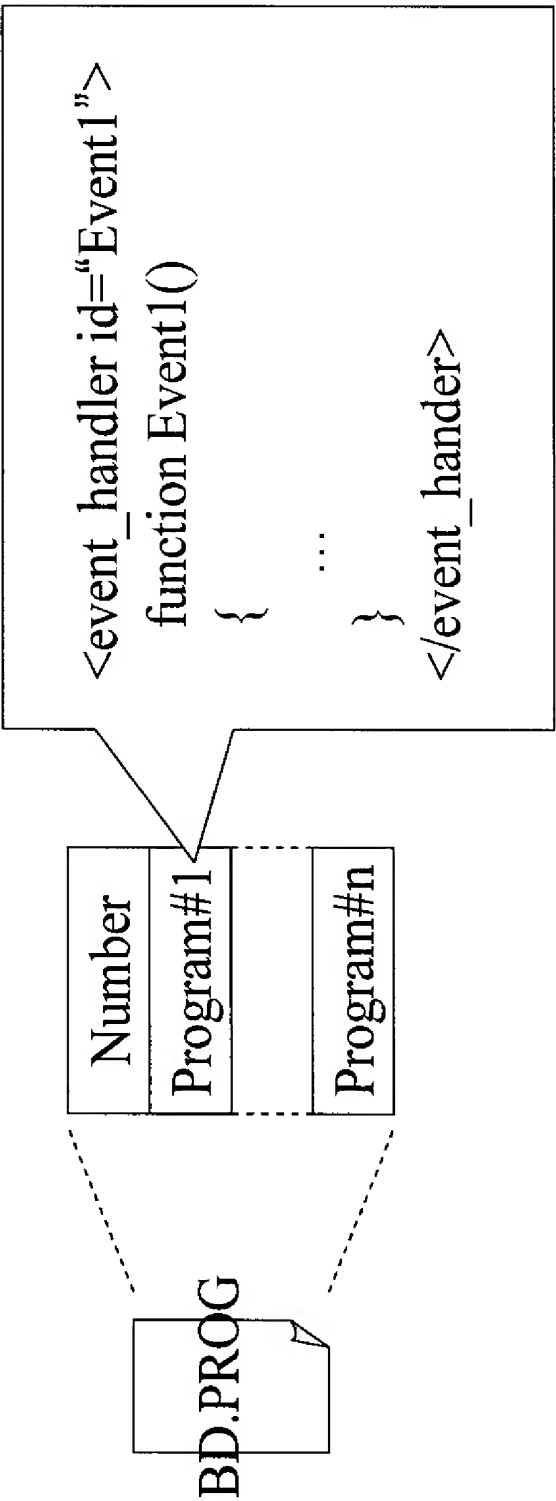 BD.PROG
Number
Program#1
Program#n
<event_handler id=“Event1”>
function Event1()
{
…
}
</event_hander>